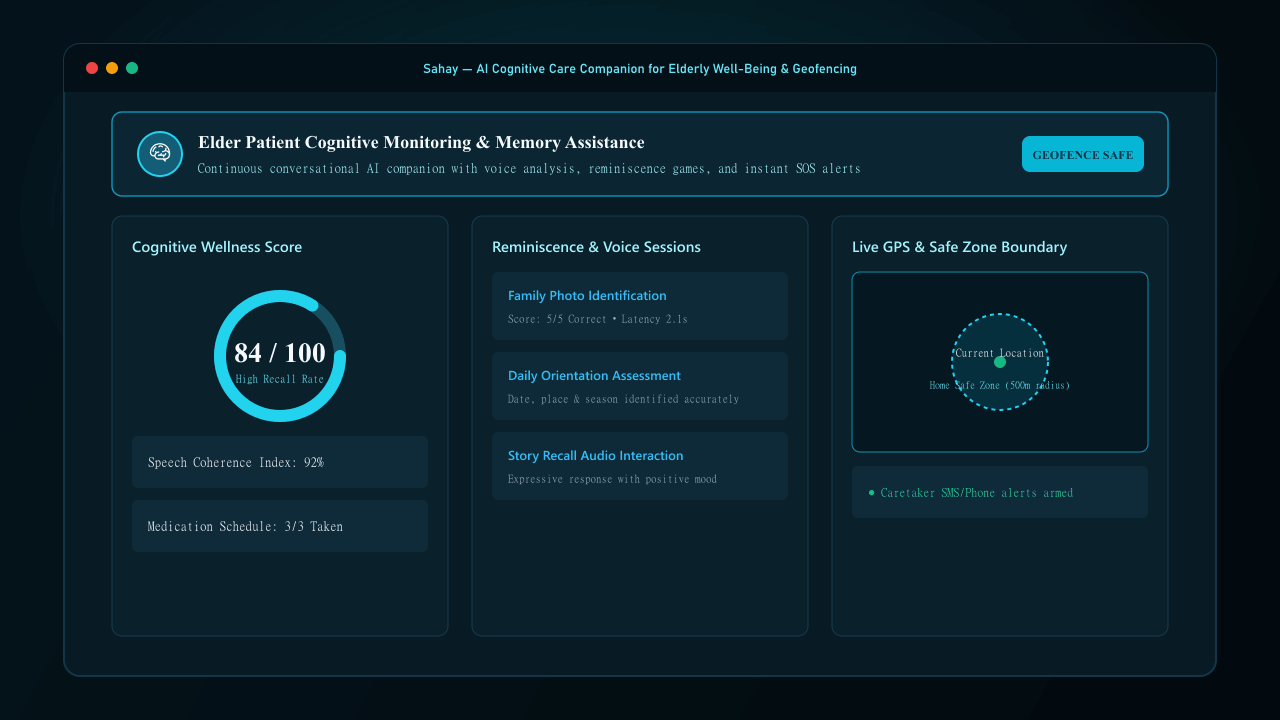 Sahay — AI Cognitive Care Companion for Elderly Well-Being & Geofencing
Elder Patient Cognitive Monitoring & Memory Assistance
Continuous conversational AI companion with voice analysis, reminiscence games, and instant SOS alerts
GEOFENCE SAFE
Cognitive Wellness Score
84 / 100
High Recall Rate
Speech Coherence Index: 92%
Medication Schedule: 3/3 Taken
Reminiscence & Voice Sessions
Family Photo Identification
Score: 5/5 Correct • Latency 2.1s
Daily Orientation Assessment
Date, place & season identified accurately
Story Recall Audio Interaction
Expressive response with positive mood
Live GPS & Safe Zone Boundary
Current Location
Home Safe Zone (500m radius)
● Caretaker SMS/Phone alerts armed